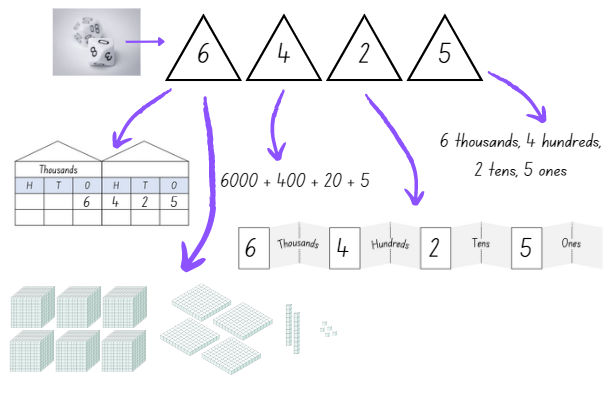 6 4 2 5
6 thousands, 4 hundreds,
2 tens, 5 ones
Thousands
H T O H T O
6 4 2 5
6000 + 400 + 20 + 5
6 Thousands 4 Hundreds 2 Tens 5 Ones